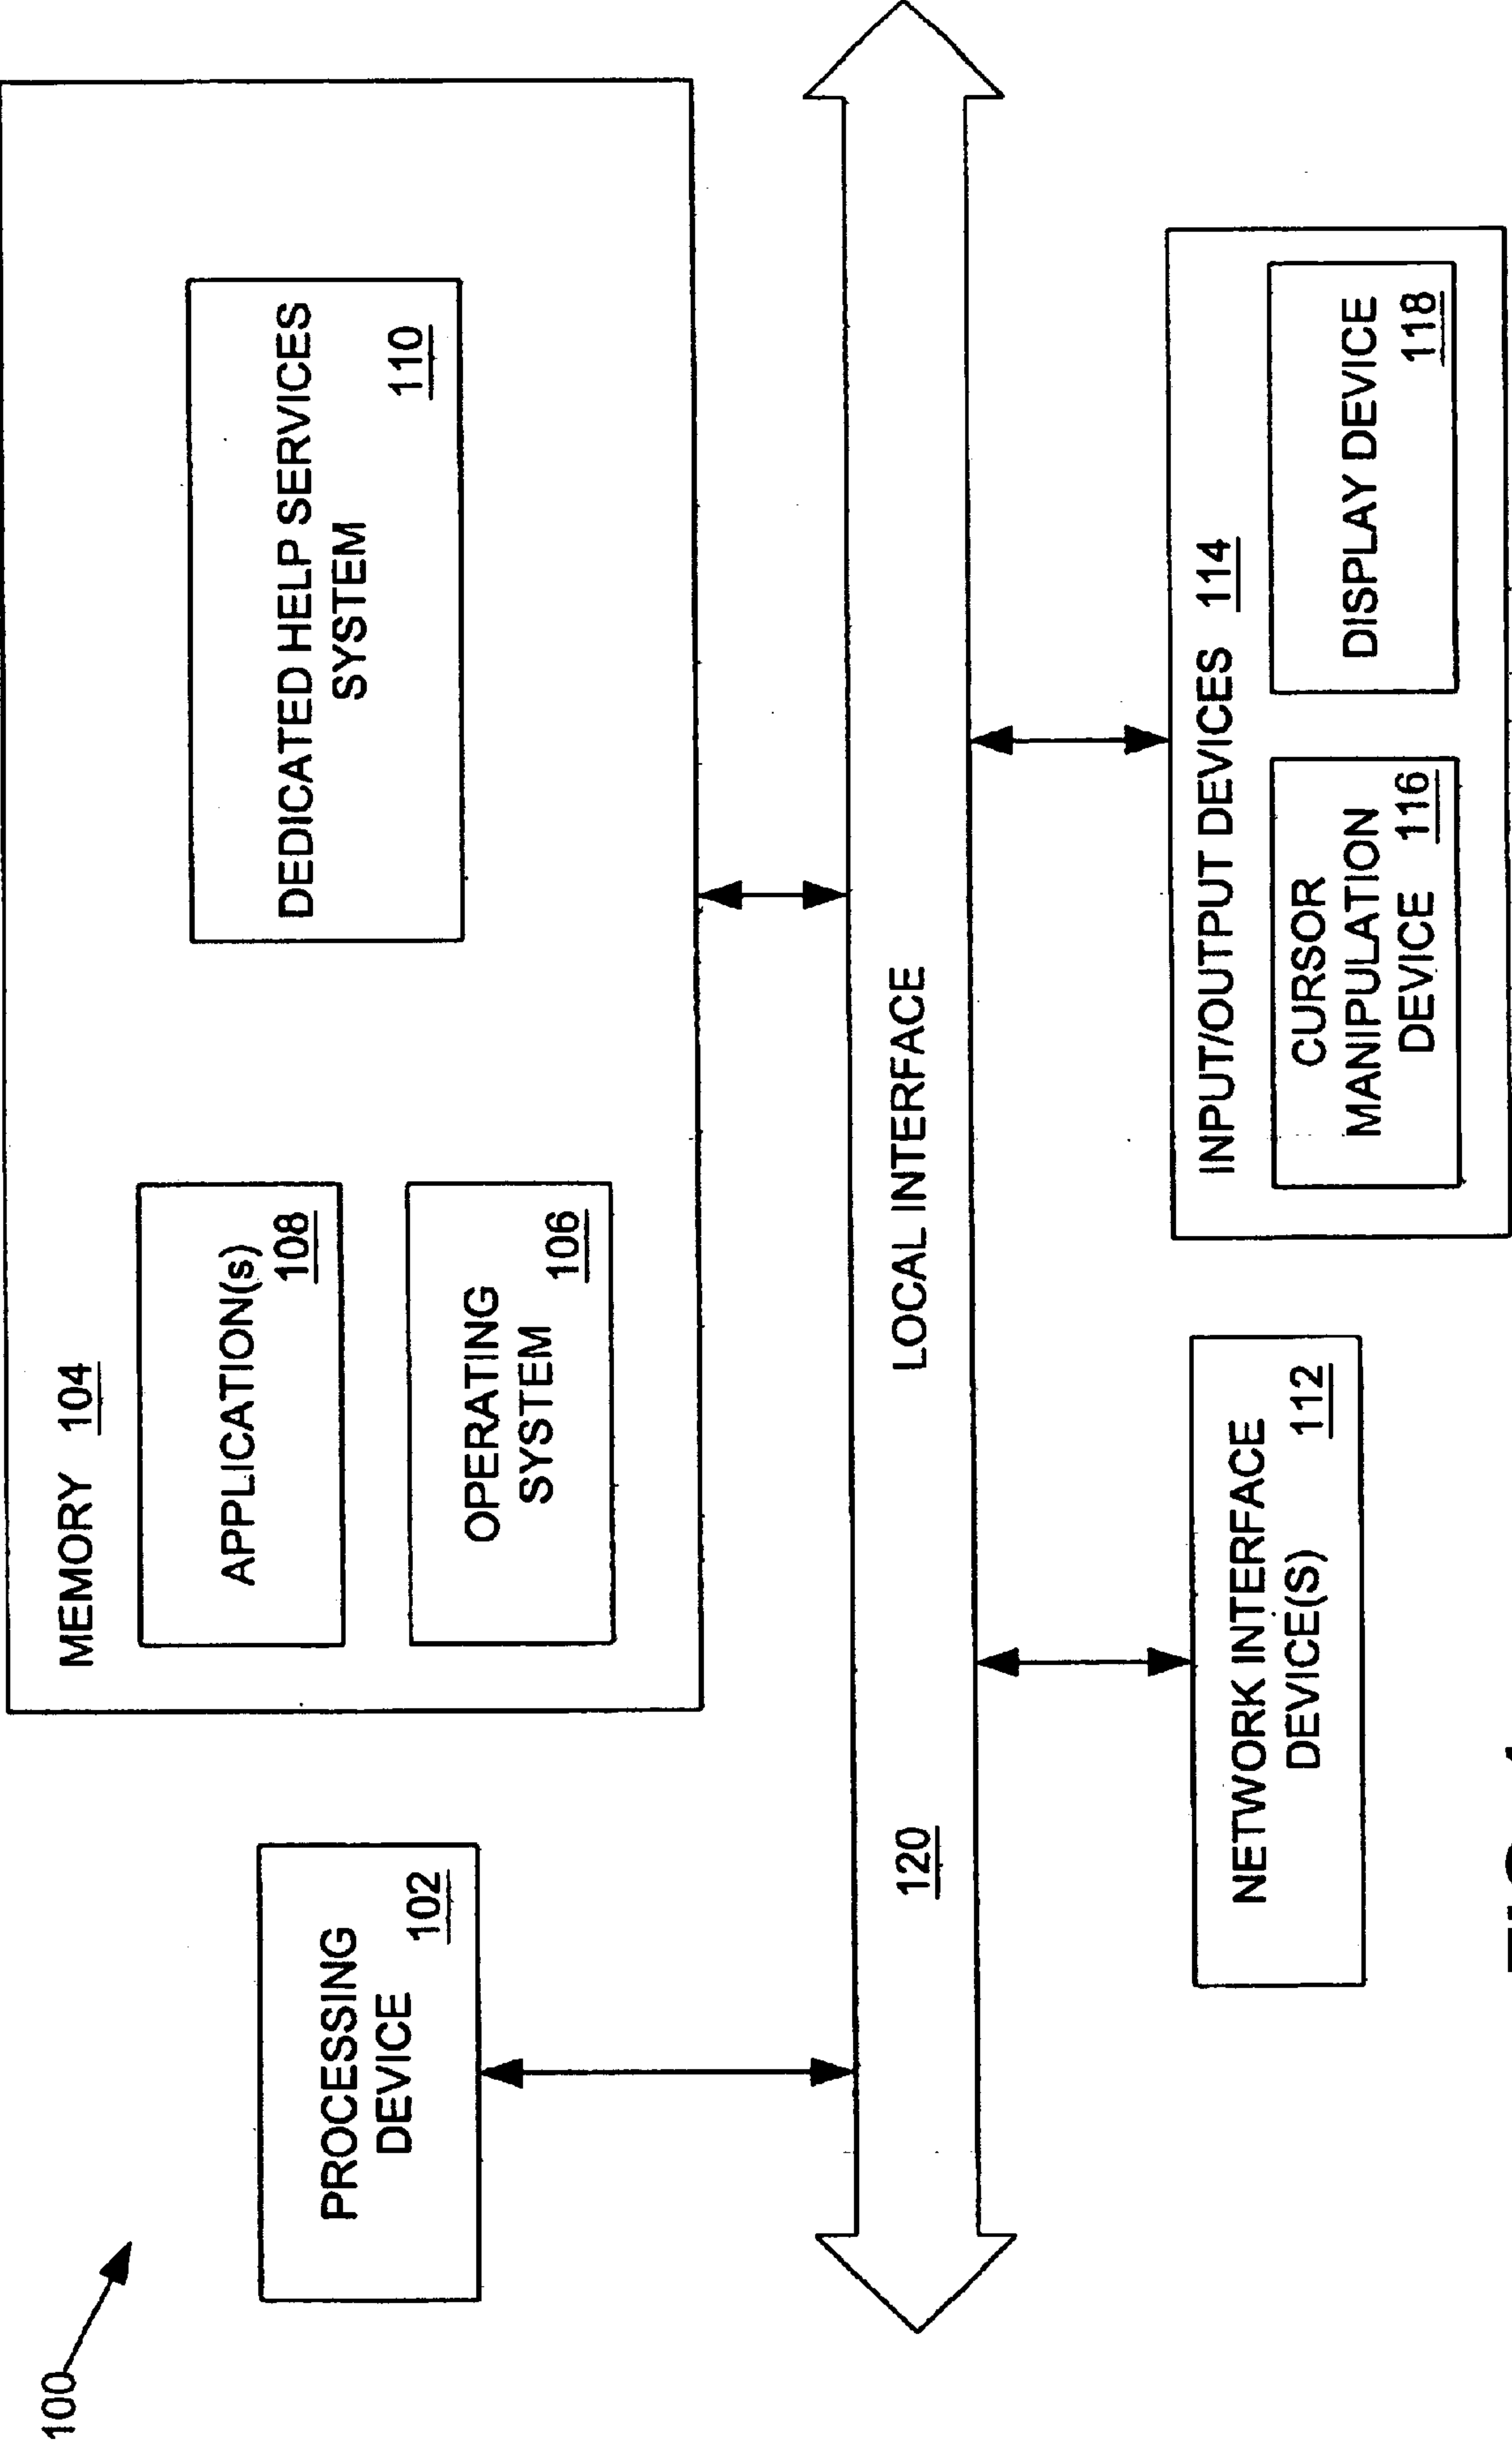 100
PROCESSING
DEVICE
102
MEMORY 104
APPLICATION(s)
108
OPERATING
SYSTEM
106
DEDICATED HELP SERVICES
SYSTEM
110
120
LOCAL INTERFACE
NETWORK INTERFACE
DEVICE(S)
112
INPUT/OUTPUT DEVICES 114
CURSOR
MANIPULATION
DEVICE 116
DISPLAY DEVICE
118